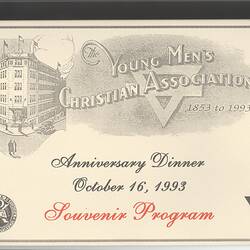 The
Young Men's
Christian Association
1853 to 1993
Anniversary Dinner
October 16, 1993
Souvenir Program